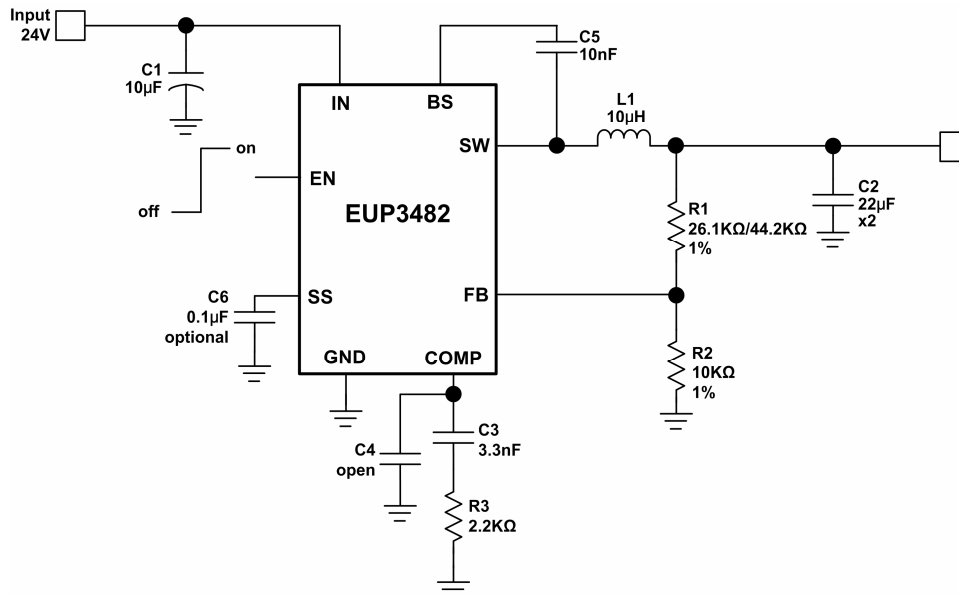 Input
24V
C1
10µF
IN
BS
C5
10nF
L1
10µH
SW
on
off
EN
EUP3482
C2
22µF
x2
R1
26.1KΩ/44.2KΩ
1%
C6
0.1µF
optional
SS
FB
GND
COMP
R2
10KΩ
1%
C4
open
C3
3.3nF
R3
2.2KΩ